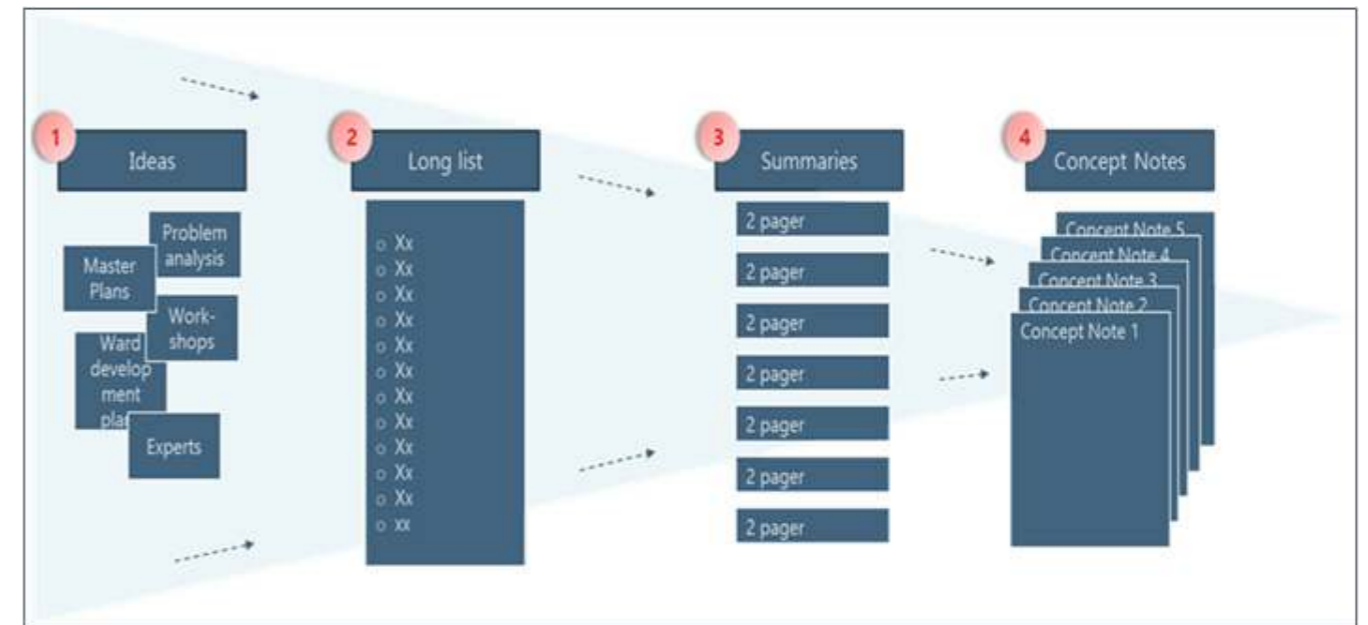 1
Ideas
Problem
analysis
Master
Plans
Work-
shops
Ward
develop
ment
Experts
2
Long list
o Xx
o Xx
o Xx
o Xx
o Xx
o Xx
o Xx
o Xx
o Xx
o Xx
o Xx
o xx
3
Summaries
2 pager
2 pager
2 pager
2 pager
2 pager
2 pager
2 pager
4
Concept Notes
Concept Note 5
Concept Note 4
Concept Note 3
Concept Note 2
Concept Note 1